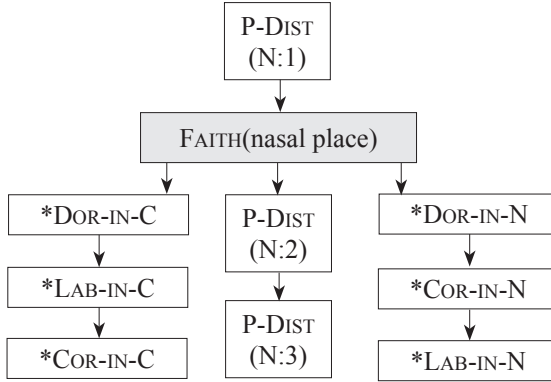 P-DIST
(N:1)
FAITH(nasal place)
*DOR-IN-C
*LAB-IN-C
*COR-IN-C
P-DIST
(N:2)
P-DIST
(N:3)
*DOR-IN-N
*COR-IN-N
*LAB-IN-N